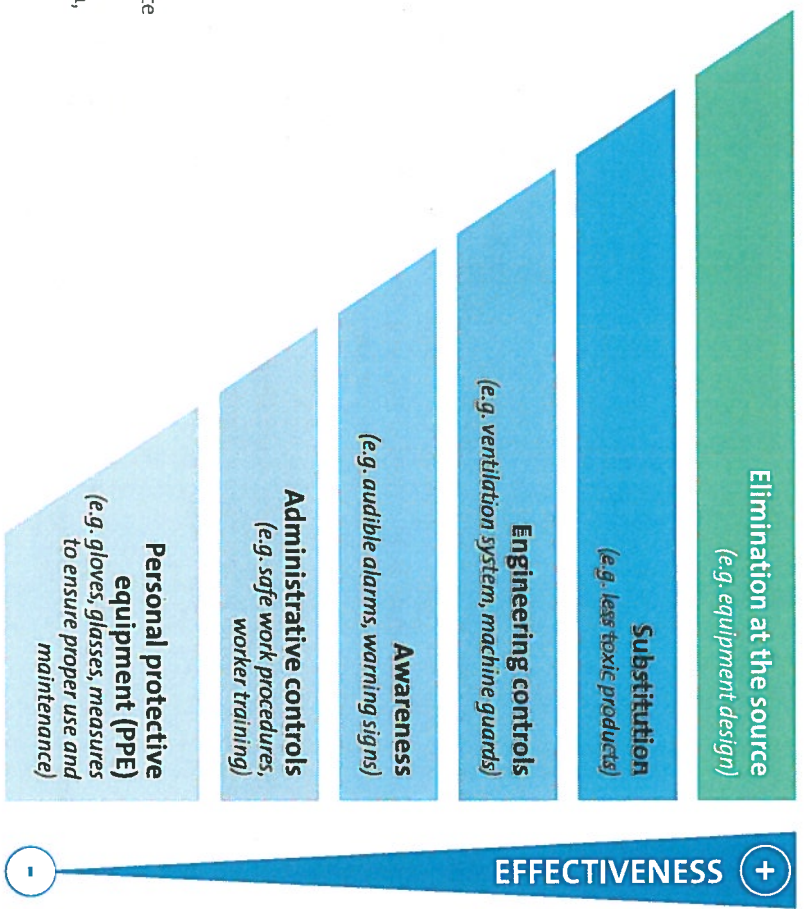 Elimination at the source
(e.g. equipment design)
Substitution
(e.g. less toxic products)
Engineering controls
(e.g. ventilation system, machine guards)
Awareness
(e.g. audible alarms, warning signs)
Administrative controls
(e.g. safe work procedures,
worker training)
Personal protective
equipment (PPE)
(e.g. gloves, glasses, measures
to ensure proper use and
maintenance)
+
EFFECTIVENESS
-